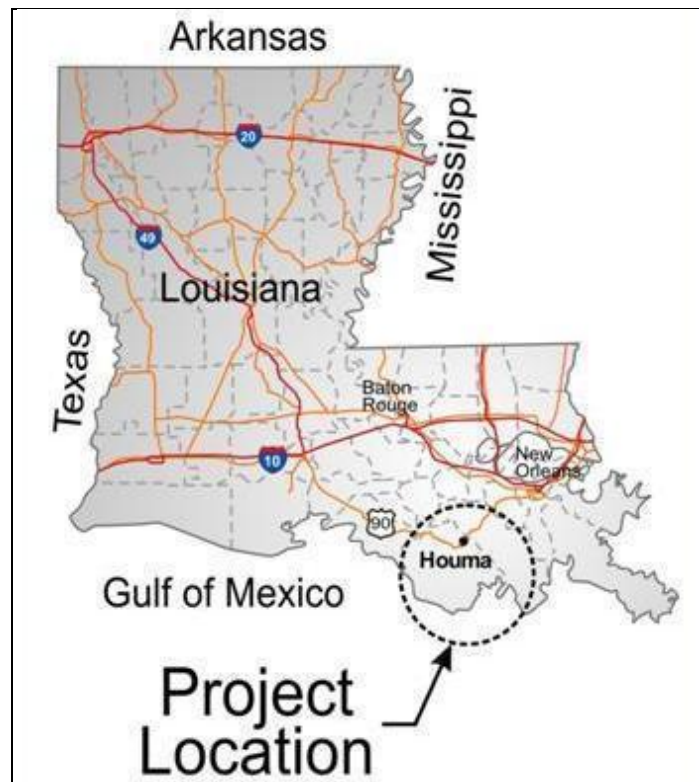 Arkansas
Mississippi
20
49
Louisiana
Texas
Baton
Rouge
New
Orleans
10
90
Houma
Gulf of Mexico
Project
Location